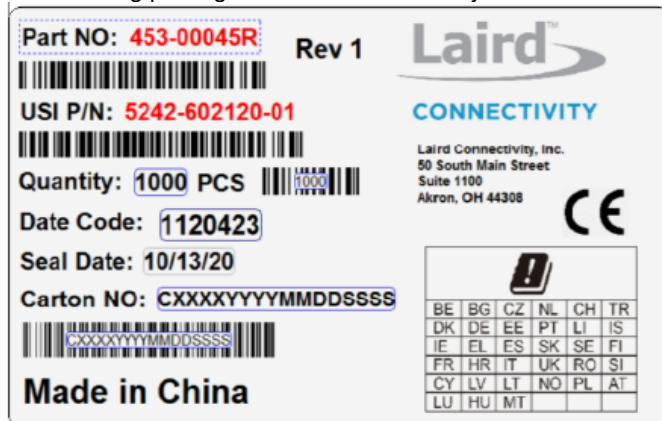 Part NO: 453-00045R
Rev 1
Laird™
CONNECTIVITY
USI P/N: 5242-602120-01
Laird Connectivity, Inc.
50 South Main Street
Suite 1100
Akron, OH 44308
Quantity: 1000 PCS 1000
CE
Date Code: 1120423
Seal Date: 10/13/20
Carton NO: CXXXXYYYYMMDDSSSS
CXXXXYYYYMMDDSSSS
Made in China
BE BG CZ NL CH TR
DK DE EE PT LI IS
IE EL ES SK SE FI
FR HR IT UK RO SI
CY LV LT NO PL AT
LU HU MT